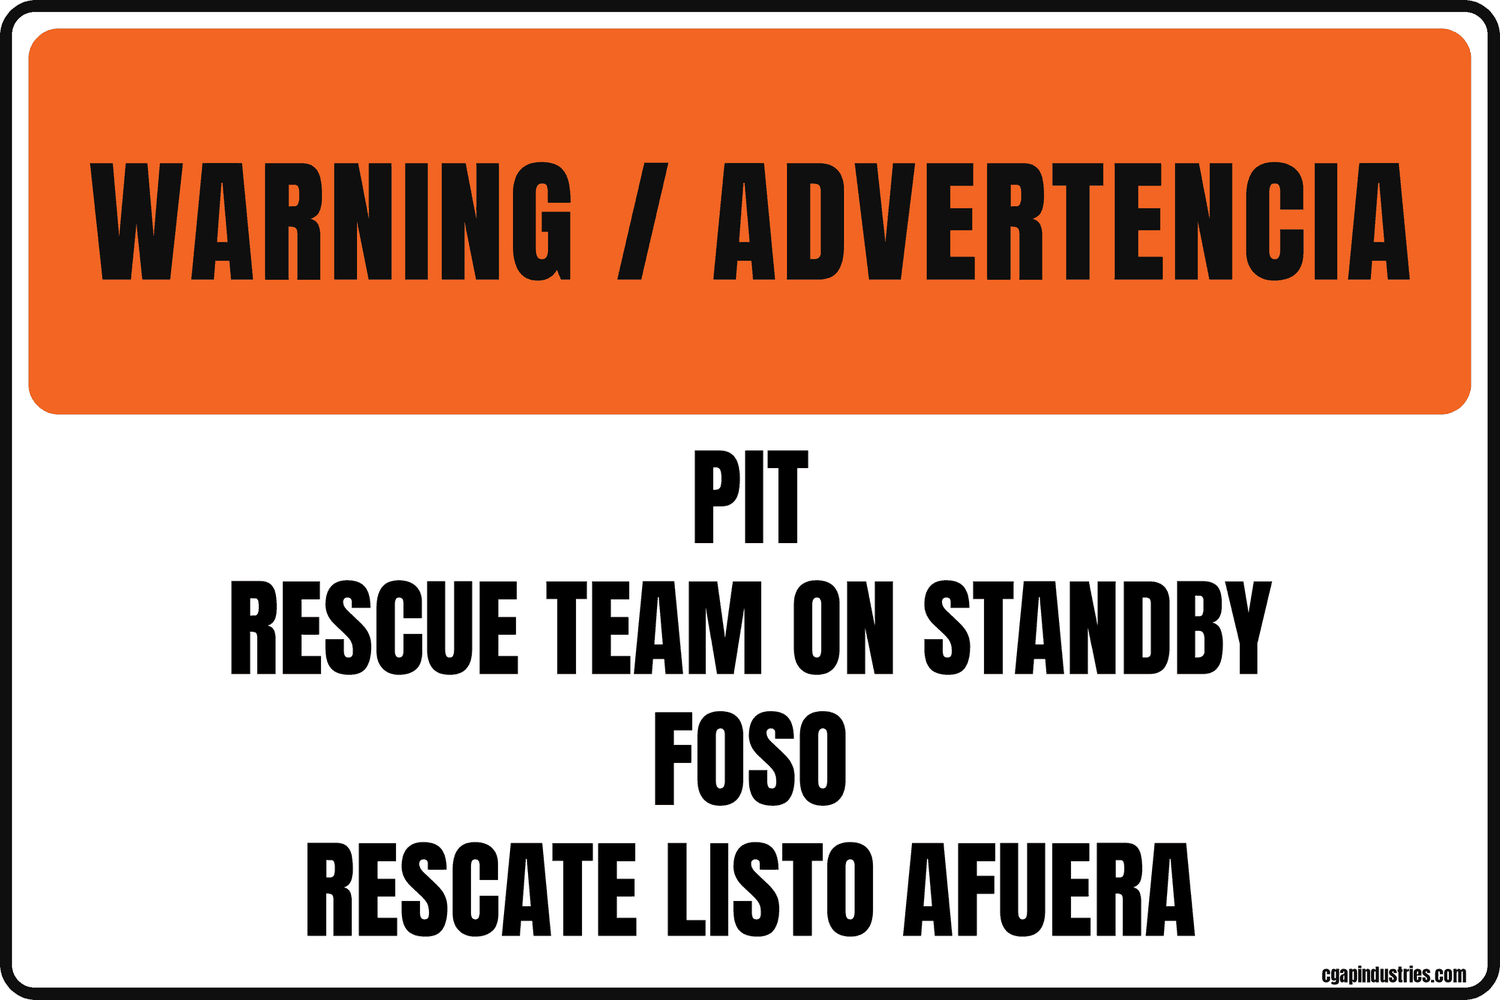 WARNING / ADVERTENCIA
PIT
RESCUE TEAM ON STANDBY
FOSO
RESCATE LISTO AFUERA
cgapindustries.com